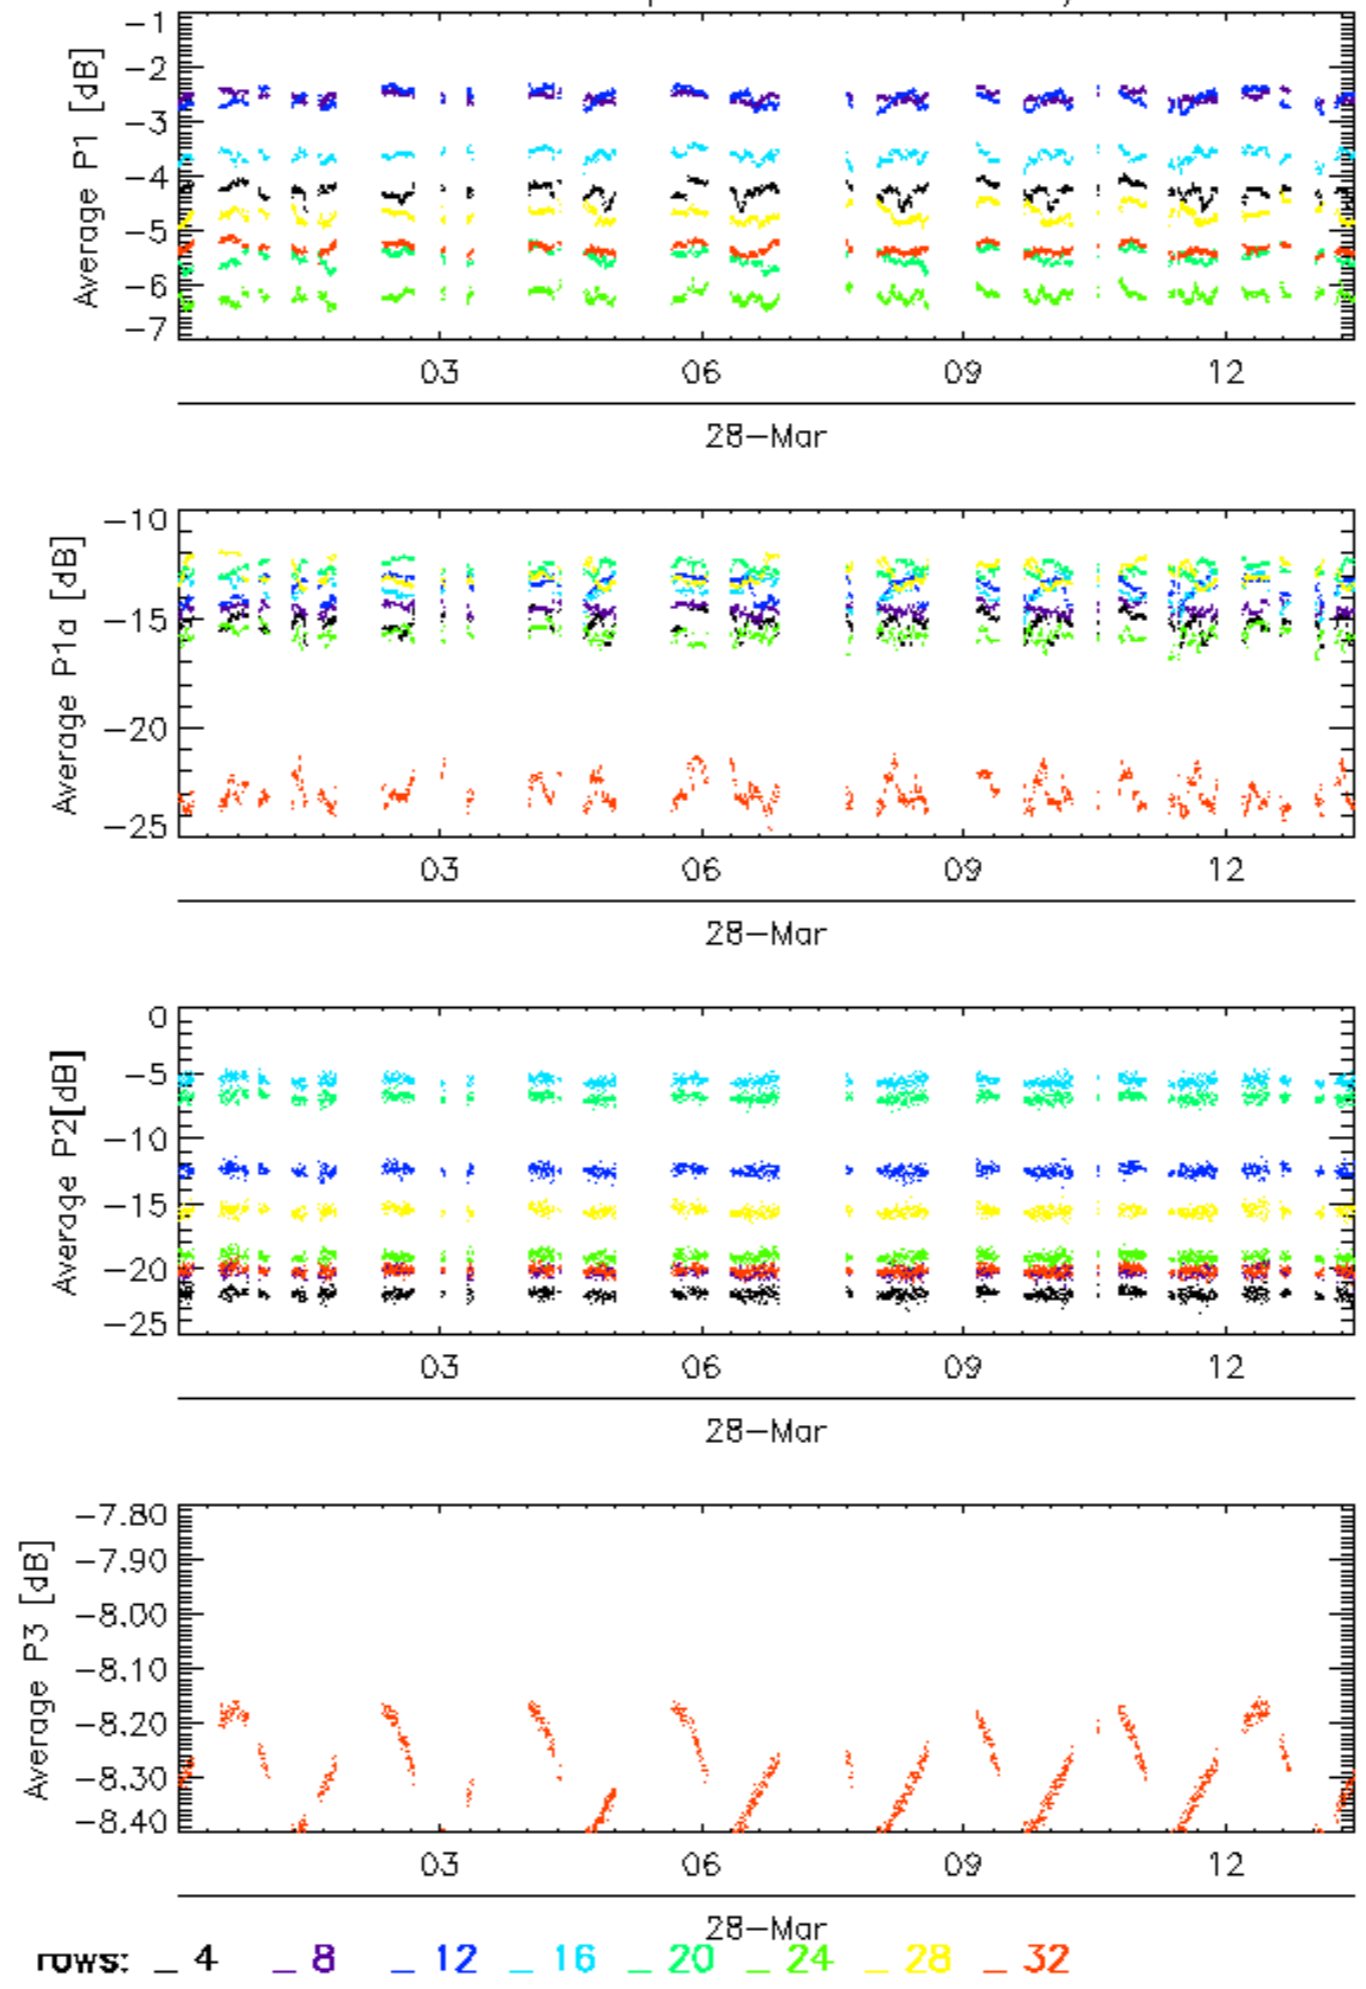 Average P1 [dB]
-1
-2
-3
-4
-5
-6
-7
03 06 09 12
28-Mar
Average P1a [dB]
-10
-15
-20
-25
03 06 09 12
28-Mar
Average P2[dB]
0
-5
-10
-15
-20
-25
03 06 09 12
28-Mar
Average P3 [dB]
-7.80
-7.90
-8.00
-8.10
-8.20
-8.30
-8.40
03 06 09 12
28-Mar
rows: _ 4 _ 8 _ 12 _ 16 _ 20 _ 24 _ 28 _ 32